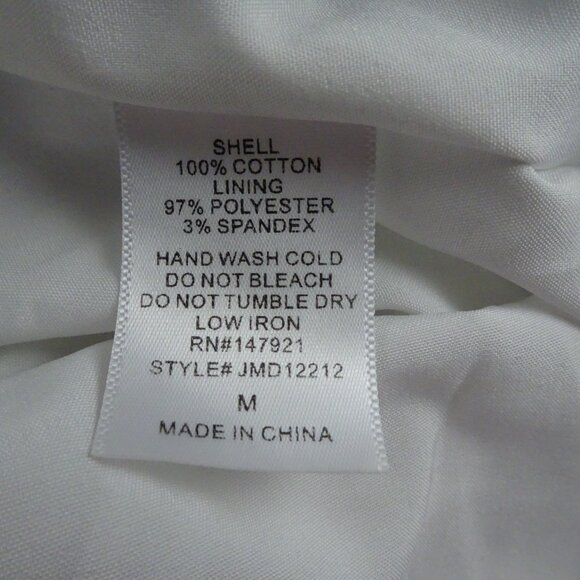 SHELL
100% COTTON
LINING
97% POLYESTER
3% SPANDEX
HAND WASH COLD
DO NOT BLEACH
DO NOT TUMBLE DRY
LOW IRON
RN#147921
STYLE# JMD12212
M
MADE IN CHINA